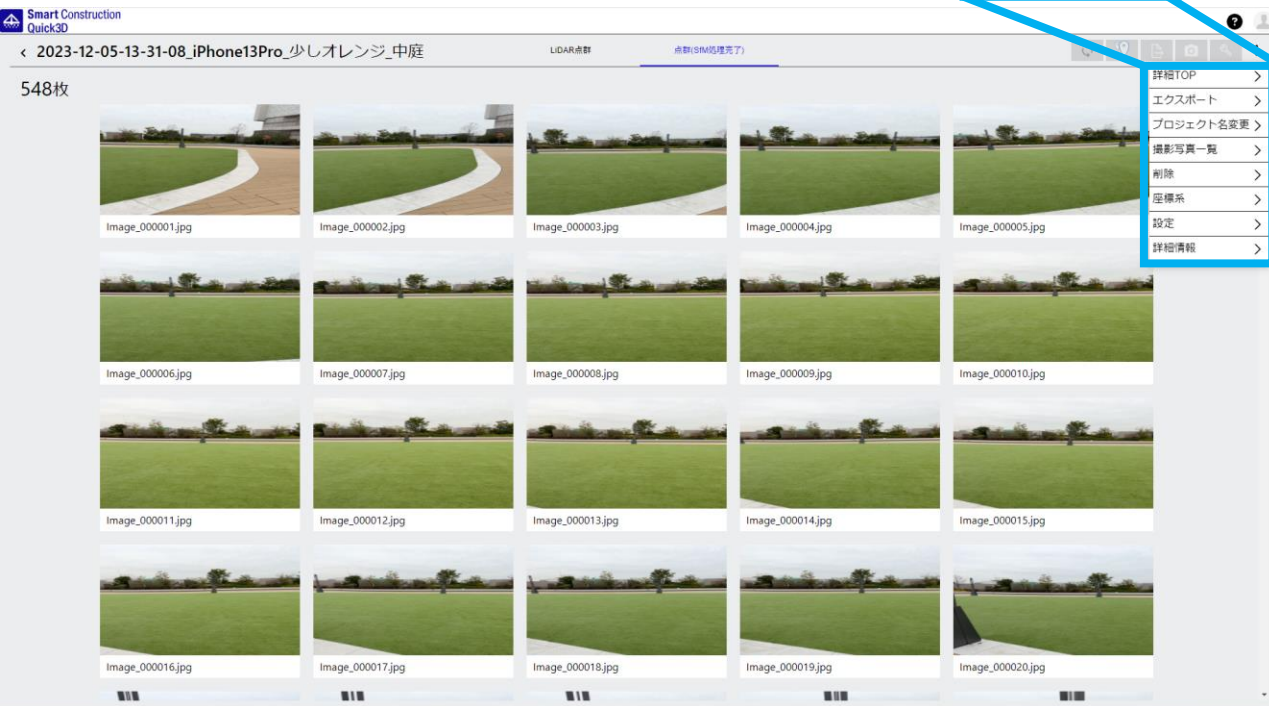 Smart Construction
Quick3D
?
‹ 2023-12-05-13-31-08_iPhone13Pro_少しオレンジ_中庭
LiDAR点群
点群(SfM処理完了)
548枚
詳細TOP
エクスポート
プロジェクト名変更
撮影写真一覧
削除
座標系
設定
詳細情報
Image_000001.jpg
Image_000002.jpg
Image_000003.jpg
Image_000004.jpg
Image_000005.jpg
Image_000006.jpg
Image_000007.jpg
Image_000008.jpg
Image_000009.jpg
Image_000010.jpg
Image_000011.jpg
Image_000012.jpg
Image_000013.jpg
Image_000014.jpg
Image_000015.jpg
Image_000016.jpg
Image_000017.jpg
Image_000018.jpg
Image_000019.jpg
Image_000020.jpg